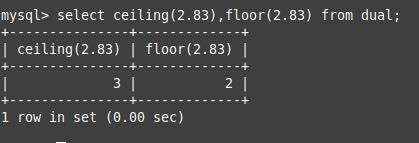 mysql> select ceiling(2.83),floor(2.83) from dual;
+---------------+-------------+
| ceiling(2.83) | floor(2.83) |
+---------------+-------------+
|             3 |           2 |
+---------------+-------------+
1 row in set (0.00 sec)